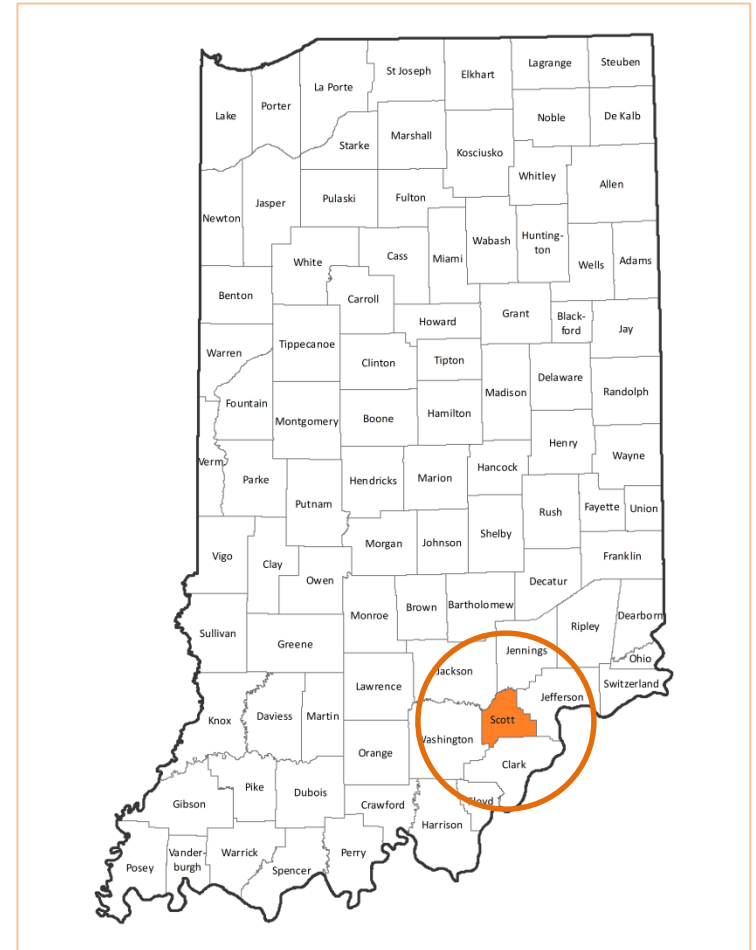 St Joseph
Elkhart
Lagrange
Steuben
La Porte
Porter
Lake
Noble
De Kalb
Starke
Marshall
Kosciusko
Whitley
Allen
Newton
Jasper
Pulaski
Fulton
Wabash
Hunting-
ton
White
Cass
Miami
Wells
Adams
Benton
Carroll
Howard
Grant
Black-
ford
Jay
Warren
Tippecanoe
Clinton
Tipton
Madison
Delaware
Randolph
Fountain
Montgomery
Boone
Hamilton
Henry
Wayne
Verm
Parke
Putnam
Hendricks
Marion
Hancock
Rush
Fayette
Union
Vigo
Clay
Owen
Morgan
Johnson
Shelby
Franklin
Decatur
Monroe
Brown
Bartholomew
Ripley
Dearborn
Sullivan
Greene
Jackson
Jennings
Ohio
Switzerland
Lawrence
Jefferson
Knox
Daviess
Martin
Scott
Washington
Orange
Clark
Gibson
Pike
Dubois
Crawford
Floyd
Harrison
Posey
Vander-
burgh
Warrick
Spencer
Perry